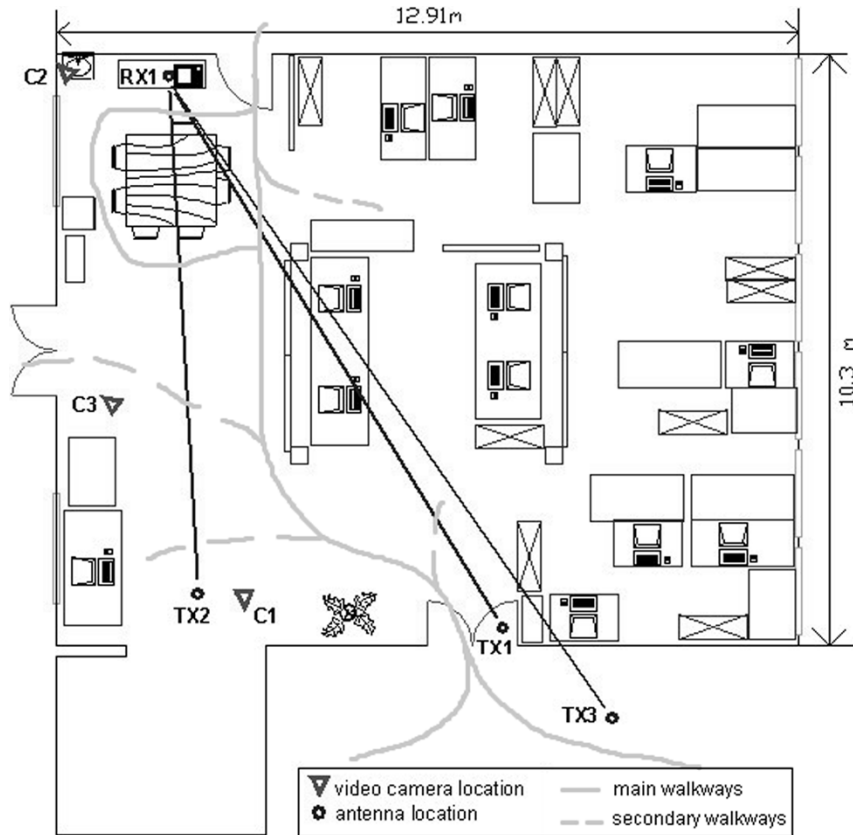 12.91m
C2
RX1
10.3 m
C3
TX2
C1
TX1
TX3
video camera location
main walkways
antenna location
secondary walkways